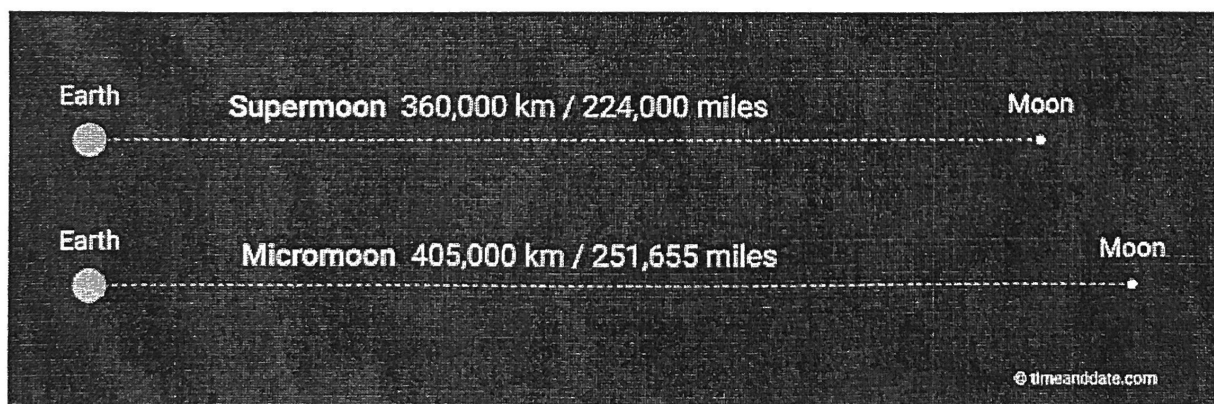 Earth
Supermoon 360,000 km / 224,000 miles
Moon
Earth
Micromoon 405,000 km / 251,655 miles
Moon
© timeanddate.com